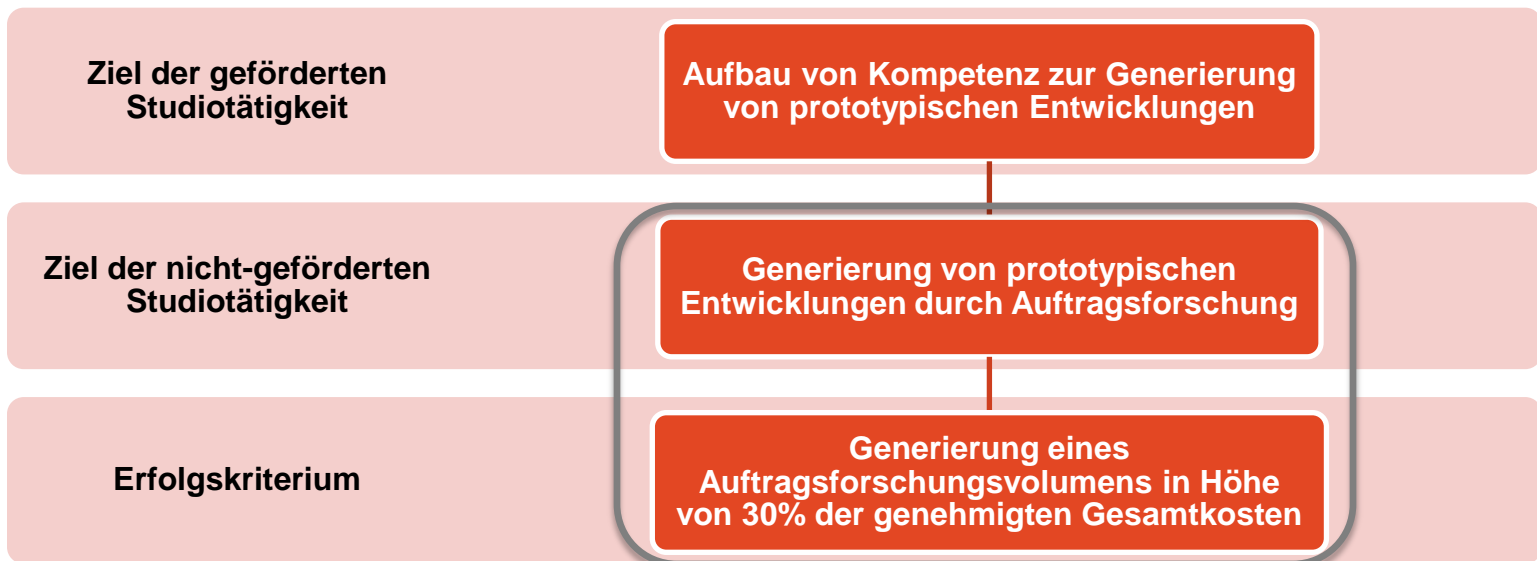 Ziel der geförderten
Studiotätigkeit
Aufbau von Kompetenz zur Generierung
von prototypischen Entwicklungen
Ziel der nicht-geförderten
Studiotätigkeit
Generierung von prototypischen
Entwicklungen durch Auftragsforschung
Erfolgskriterium
Generierung eines
Auftragsforschungsvolumens in Höhe
von 30% der genehmigten Gesamtkosten